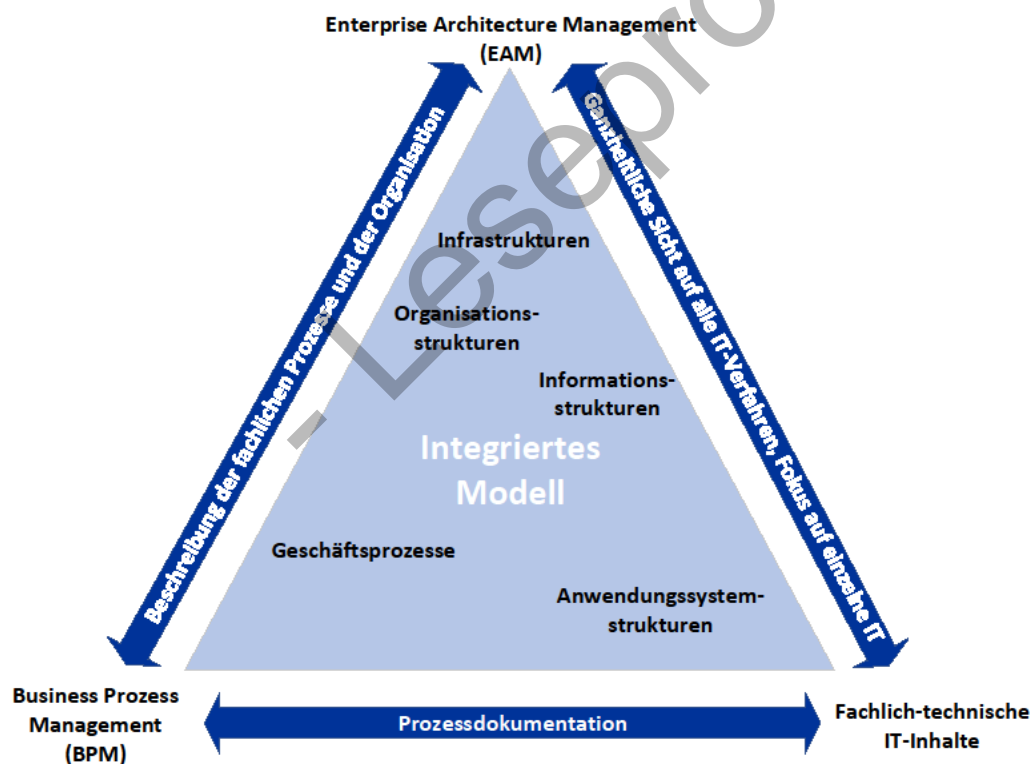 Enterprise Architecture Management
(EAM)
Beschreibung der fachlichen Prozesse und der Organisation
Ganzheitliche Sicht auf alle IT-Verfahren, Fokus auf einzelne IT
Infrastrukturen
Organisations-
strukturen
Informations-
strukturen
Integriertes
Modell
Geschäftsprozesse
Anwendungssystem-
strukturen
Business Prozess
Management
(BPM)
Prozessdokumentation
Fachlich-technische
IT-Inhalte
- Lesepro